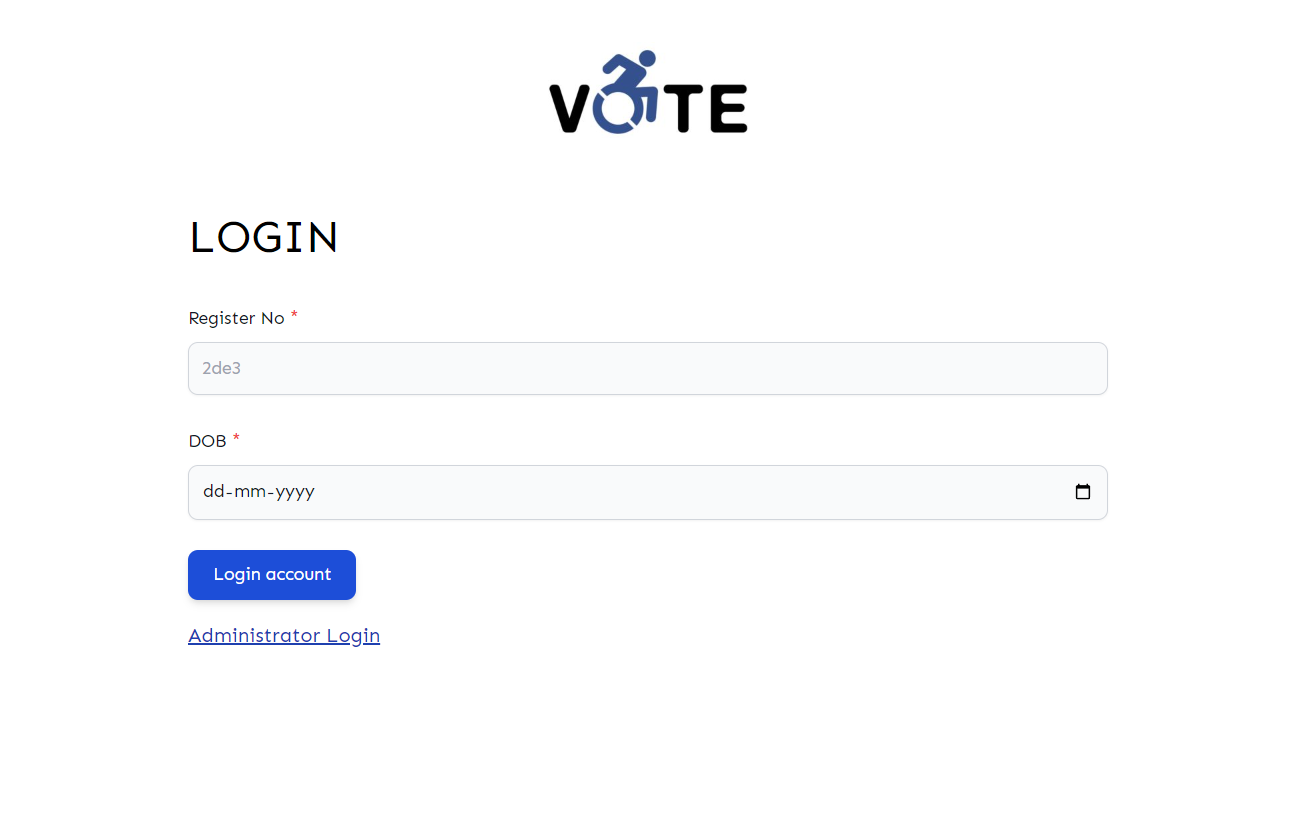 VOTE
LOGIN
Register No *
2de3
DOB *
dd-mm-yyyy
Login account
Administrator Login